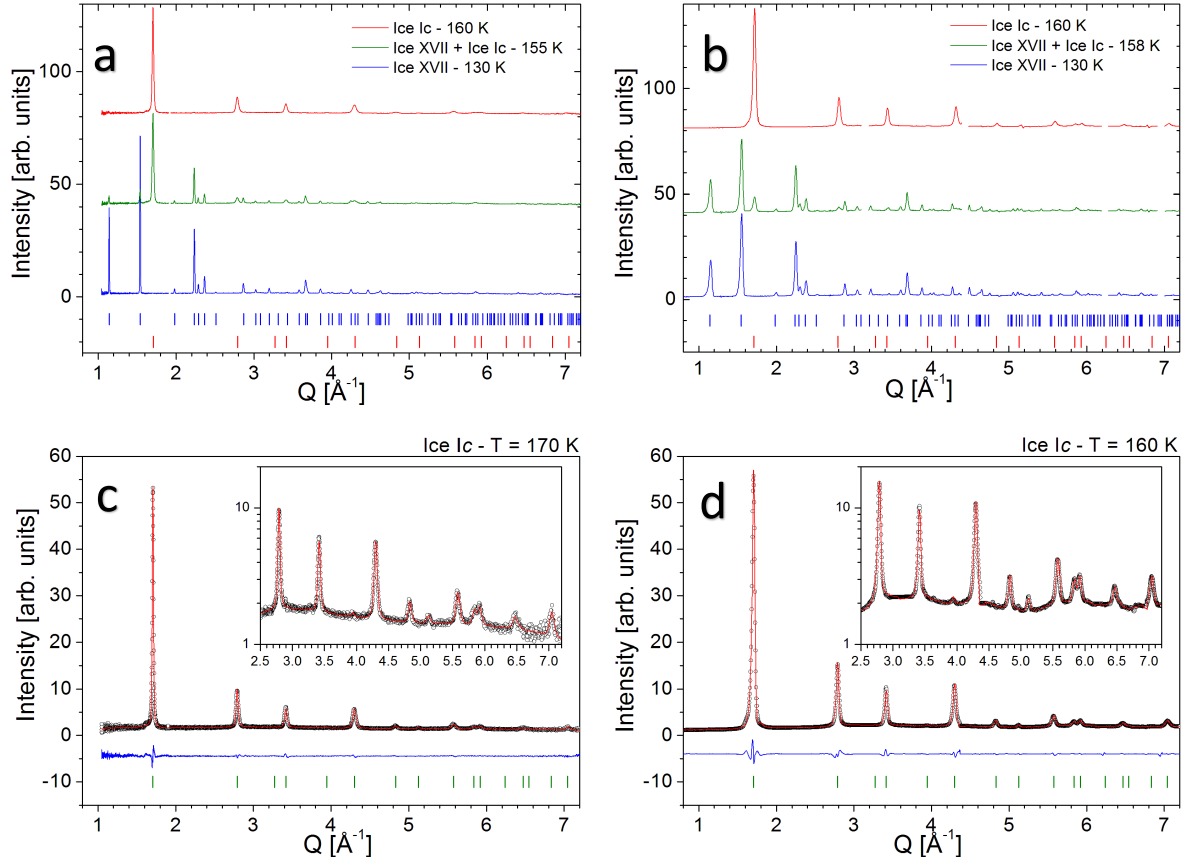 a
Ice Ic - 160 K
Ice XVII + Ice Ic - 155 K
Ice XVII - 130 K
Intensity [arb. units]
100
50
0
1 2 3 4 5 6 7
Q [Å⁻¹]
b
Ice Ic - 160 K
Ice XVII + Ice Ic - 158 K
Ice XVII - 130 K
Intensity [arb. units]
100
50
0
1 2 3 4 5 6 7
Q [Å⁻¹]
Ice Ic - T = 170 K
c
Intensity [arb. units]
60
50
40
30
20
10
0
-10
10
1
2.5 3.0 3.5 4.0 4.5 5.0 5.5 6.0 6.5 7.0
1 2 3 4 5 6 7
Q [Å⁻¹]
Ice Ic - T = 160 K
d
Intensity [arb. units]
60
50
40
30
20
10
0
-10
10
1
2.5 3.0 3.5 4.0 4.5 5.0 5.5 6.0 6.5 7.0
1 2 3 4 5 6 7
Q [Å⁻¹]